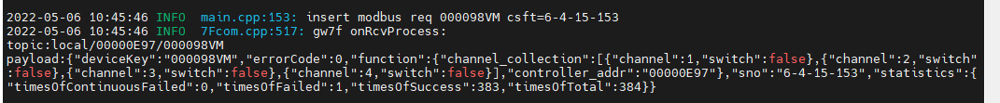 2022-05-06 10:45:46 INFO  main.cpp:153: insert modbus req 000098VM csft=6-4-15-153
2022-05-06 10:45:46 INFO  7Fcom.cpp:517: gw7f onRcvProcess:
topic:local/00000E97/000098VM
payload:{"deviceKey":"000098VM","errorCode":0,"function":{"channel_collection":[{"channel":1,"switch":false},{"channel":2,"switch"
:false},{"channel":3,"switch":false},{"channel":4,"switch":false}],"controller_addr":"00000E97"},"sno":"6-4-15-153","statistics":{
"timesOfContinuousFailed":0,"timesOfFailed":1,"timesOfSuccess":383,"timesOfTotal":384}}